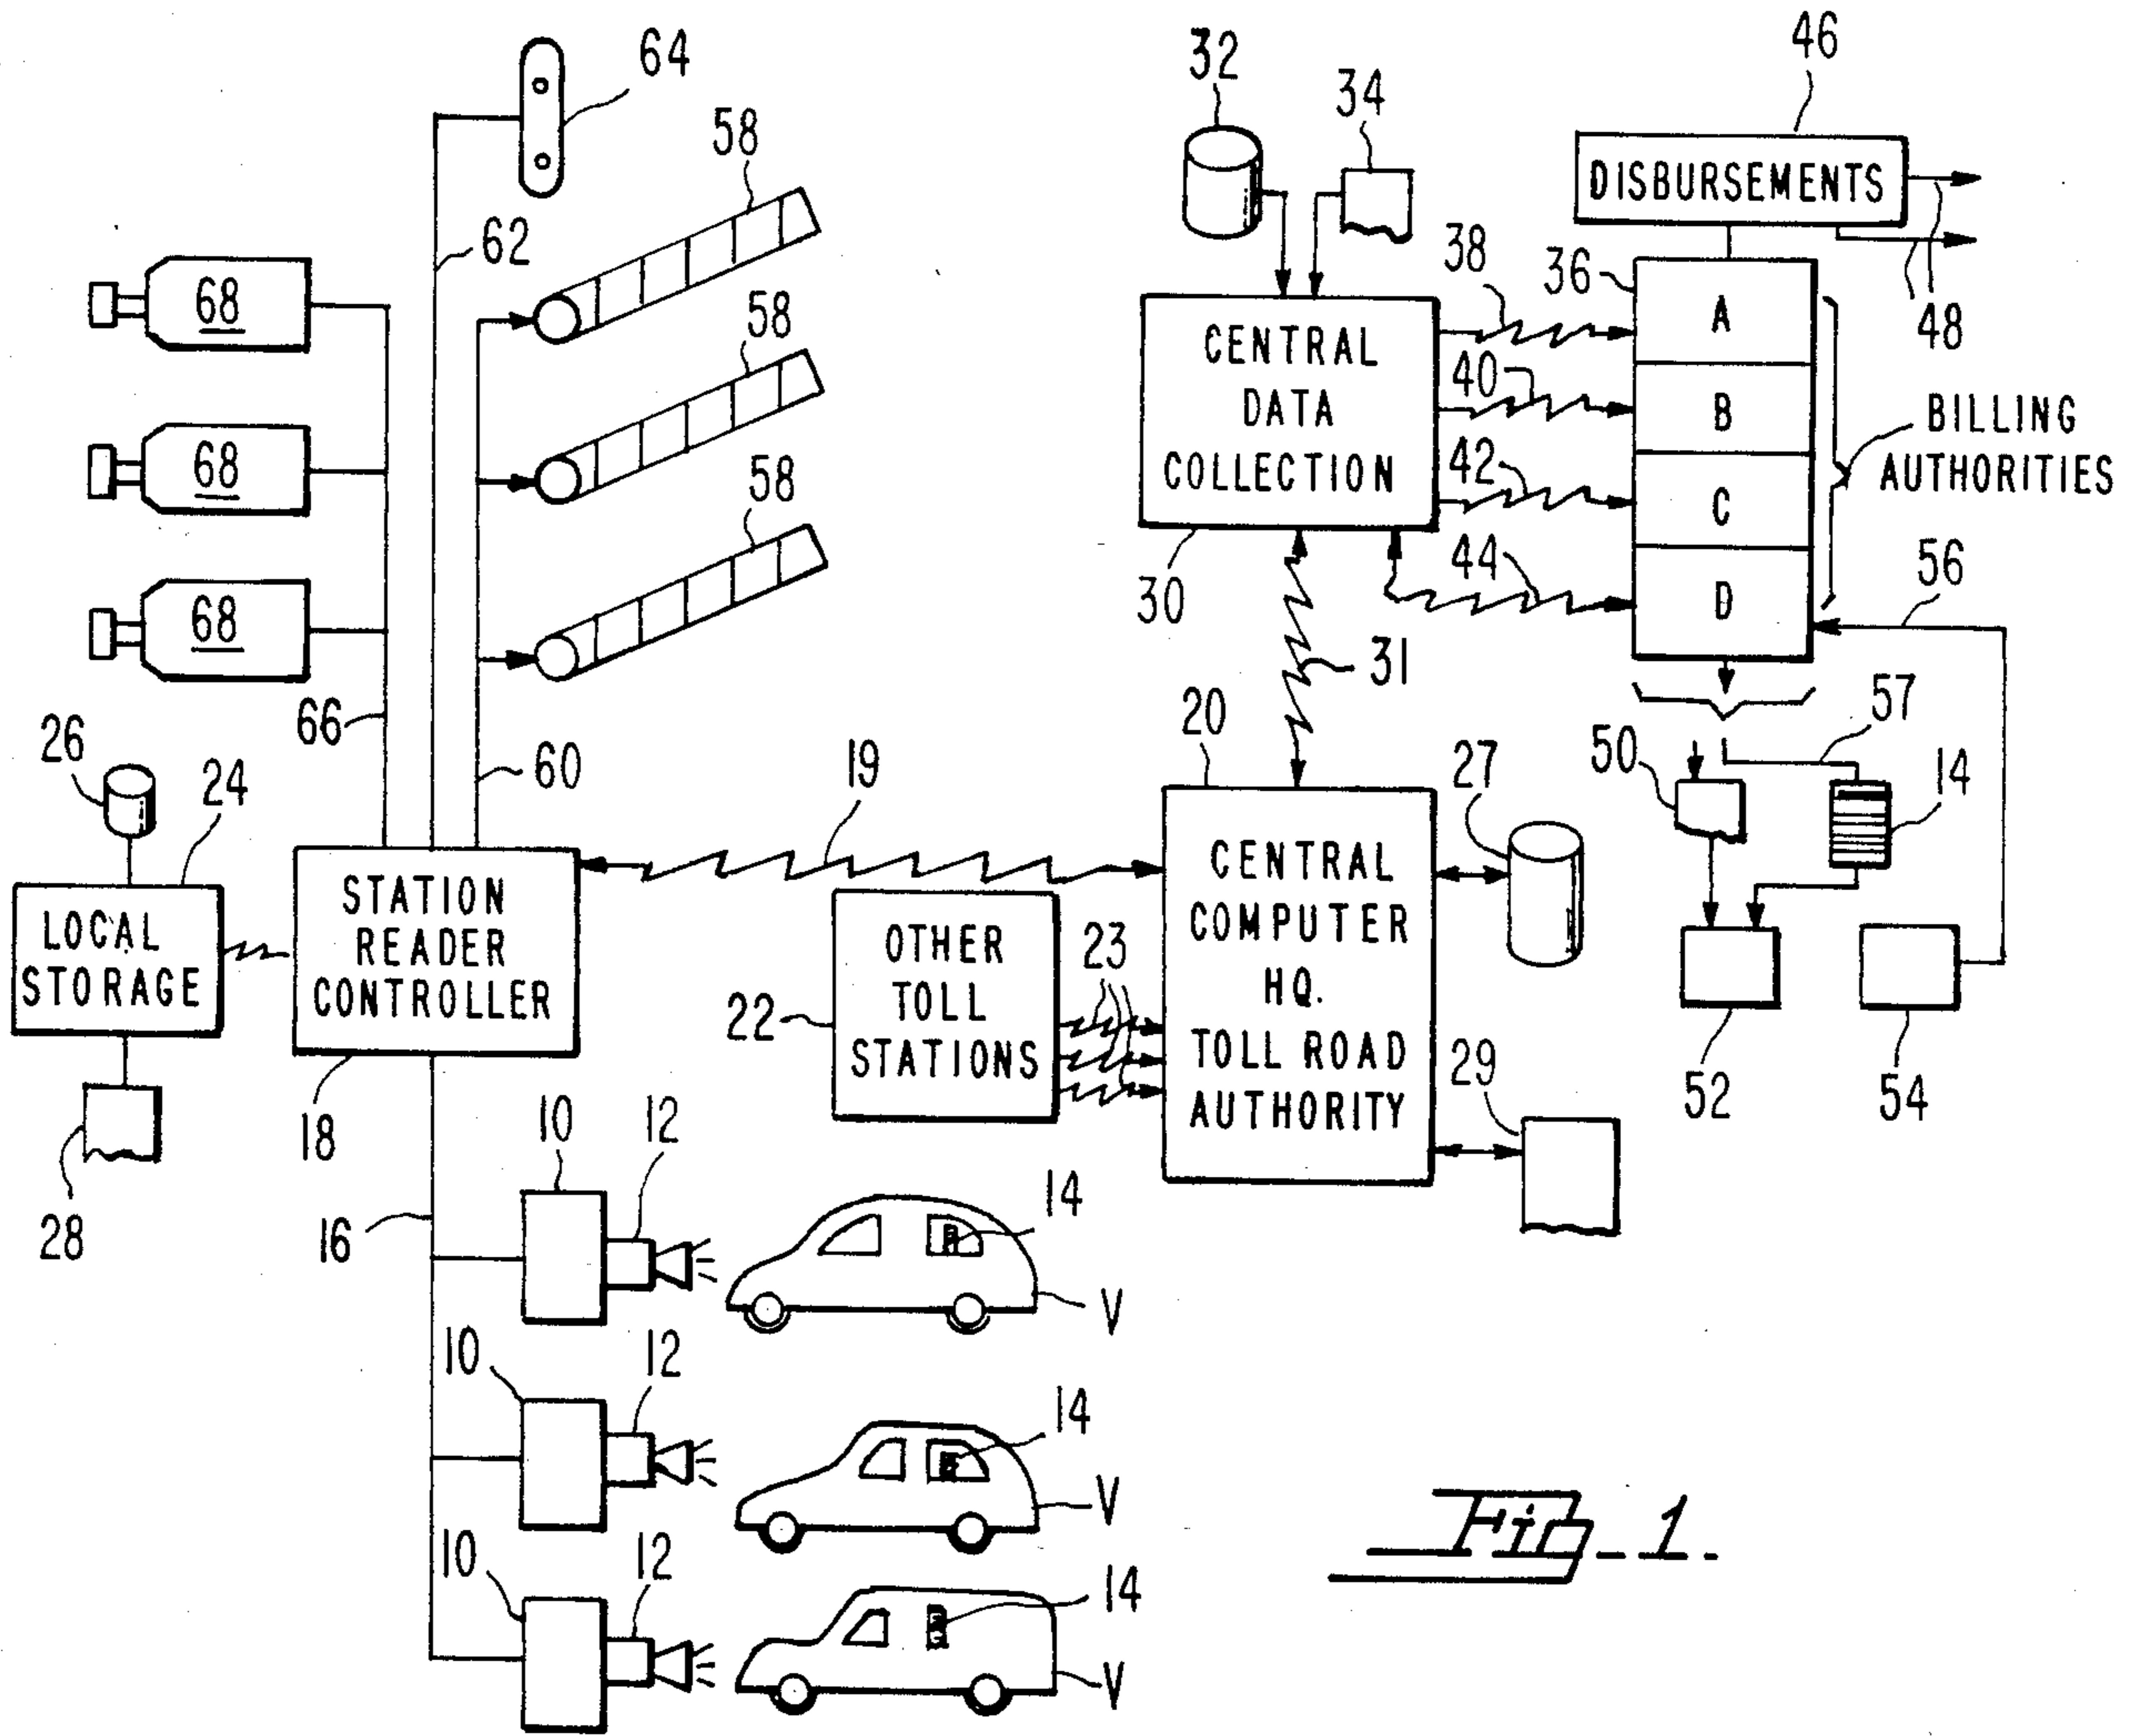 64
32
34
46
58
DISBURSEMENTS
62
38
36
48
68
58
CENTRAL
DATA
COLLECTION
A
40
B
BILLING
AUTHORITIES
68
58
42
C
30
44
D
56
68
31
66
20
57
26
24
60
19
27
50
14
LOCAL
STORAGE
STATION
READER
CONTROLLER
CENTRAL
COMPUTER
HQ.
TOLL ROAD
AUTHORITY
OTHER
TOLL
STATIONS
23
22
52
54
29
18
28
16
10
12
14
V
10
12
14
V
10
12
14
V
Fig_1.